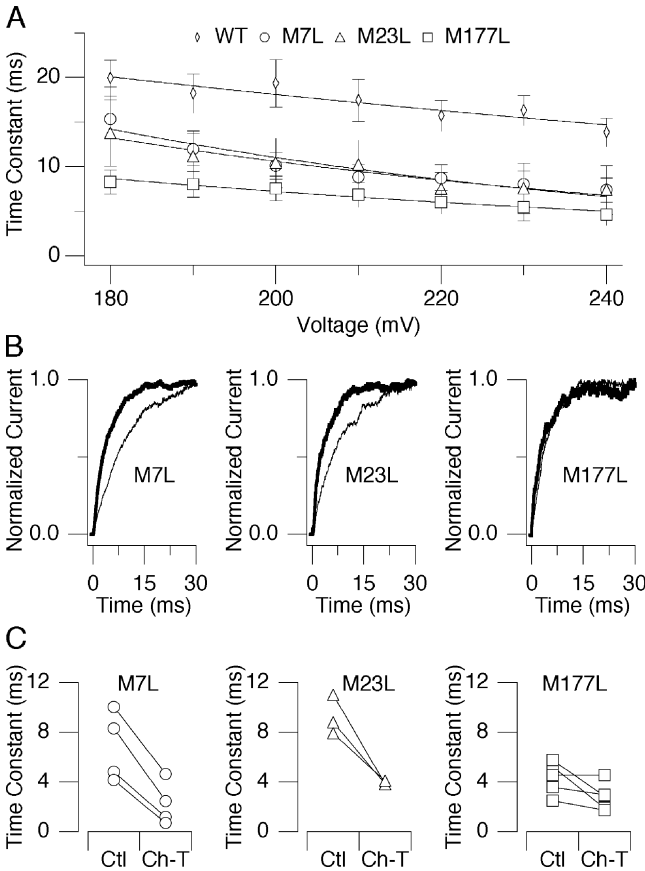 A
WT M7L M23L M177L
Time Constant (ms)
20
10
0
180 200 220 240
Voltage (mV)
B
Normalized Current
1.0
0.0
M7L
0 15 30
Time (ms)
Normalized Current
1.0
0.0
M23L
0 15 30
Time (ms)
Normalized Current
1.0
0.0
M177L
0 15 30
Time (ms)
C
Time Constant (ms)
12
8
4
0
M7L
Ctl Ch-T
Time Constant (ms)
12
8
4
0
M23L
Ctl Ch-T
Time Constant (ms)
12
8
4
0
M177L
Ctl Ch-T